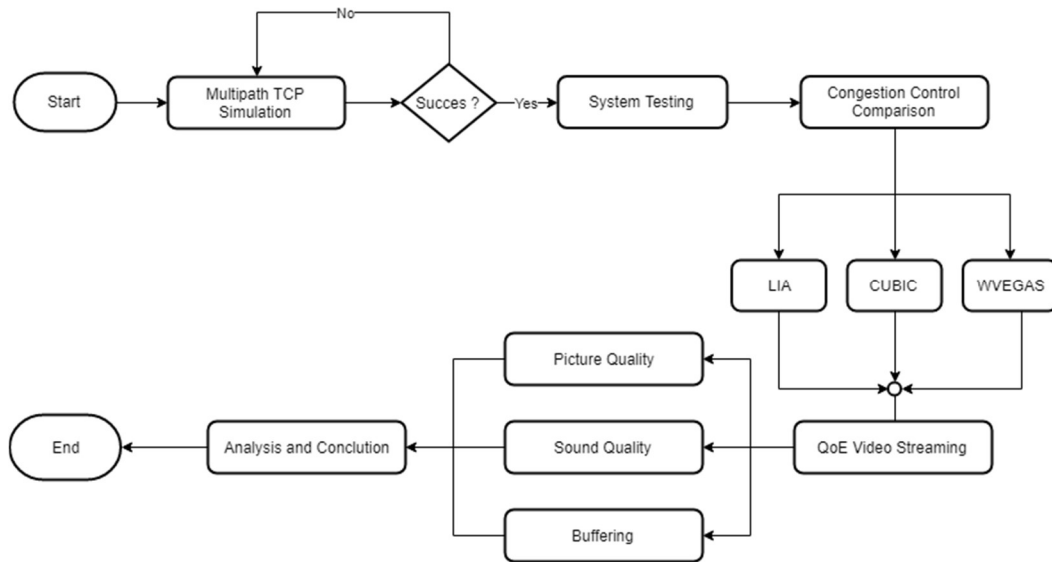 No
Start
Multipath TCP
Simulation
Succes ?
Yes
System Testing
Congestion Control
Comparison
LIA
CUBIC
WVEGAS
Picture Quality
End
Analysis and Conclution
Sound Quality
QoE Video Streaming
Buffering